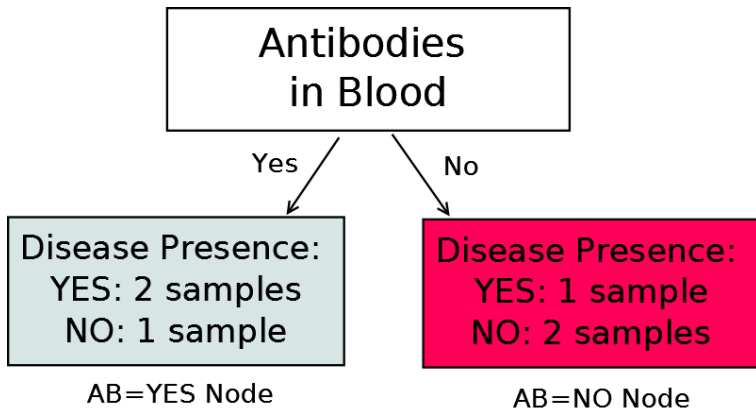 Antibodies
in Blood
Yes
No
Disease Presence:
YES: 2 samples
NO: 1 sample
AB=YES Node
Disease Presence:
YES: 1 sample
NO: 2 samples
AB=NO Node